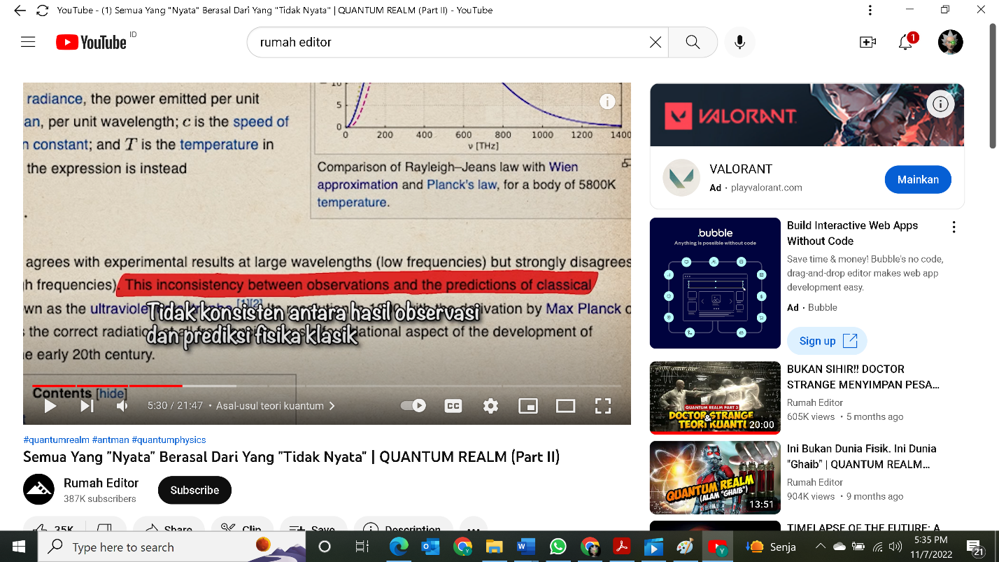 YouTube - (1) Semua Yang "Nyata" Berasal Dari Yang "Tidak Nyata" | QUANTUM REALM (Part II) - YouTube
YouTube ID
rumah editor
1
radiance, the power emitted per unit
an, per unit wavelength; c is the speed of
n constant; and T is the temperature in
the expression is instead
10
5
0
0 200 400 600 800 1000 1200 1400
ν [THz]
Comparison of Rayleigh–Jeans law with Wien
approximation and Planck's law, for a body of 5800K
temperature.
agrees with experimental results at large wavelengths (low frequencies) but strongly disagrees
h frequencies). This inconsistency between observations and the predictions of classical
wn as the ultraviole [1][2] derivation by Max Planck
the correct radiati ational aspect of the development of
e early 20th century.
Tidak konsisten antara hasil observasi
dan prediksi fisika klasik
Contents [hide]
5:30 / 21:47 • Asal-usul teori kuantum
CC
#quantumrealm #antman #quantumphysics
Semua Yang "Nyata" Berasal Dari Yang "Tidak Nyata" | QUANTUM REALM (Part II)
Rumah Editor
387K subscribers
Subscribe
35K Share Clip Save Description
VALORANT
VALORANT
Ad · playvalorant.com
Mainkan
.bubble
Anything is possible without code
Build Interactive Web Apps
Without Code
Save time & money! Bubble's no code,
drag-and-drop editor makes web app
development easy.
Ad · Bubble
Sign up
QUANTUM REALM PART 3
DOCTOR STRANGE
&
TEORI KUANTU
20:00
BUKAN SIHIR!! DOCTOR
STRANGE MENYIMPAN PESA...
Rumah Editor
605K views • 5 months ago
QUANTUM REALM
(ALAM "GHAIB")
13:51
Ini Bukan Dunia Fisik. Ini Dunia
"Ghaib" | QUANTUM REALM...
Rumah Editor
904K views • 9 months ago
TIMELAPSE OF THE FUTURE: A
Type here to search
Senja
5:35 PM
11/7/2022
21